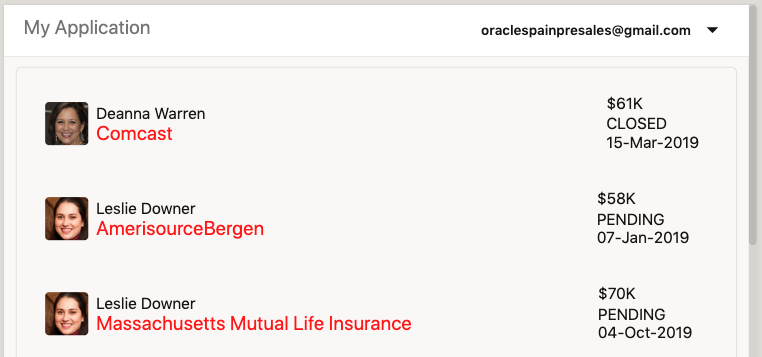 My Application
oraclespainpresales@gmail.com
Deanna Warren
Comcast
$61K
CLOSED
15-Mar-2019
Leslie Downer
AmerisourceBergen
$58K
PENDING
07-Jan-2019
Leslie Downer
Massachusetts Mutual Life Insurance
$70K
PENDING
04-Oct-2019